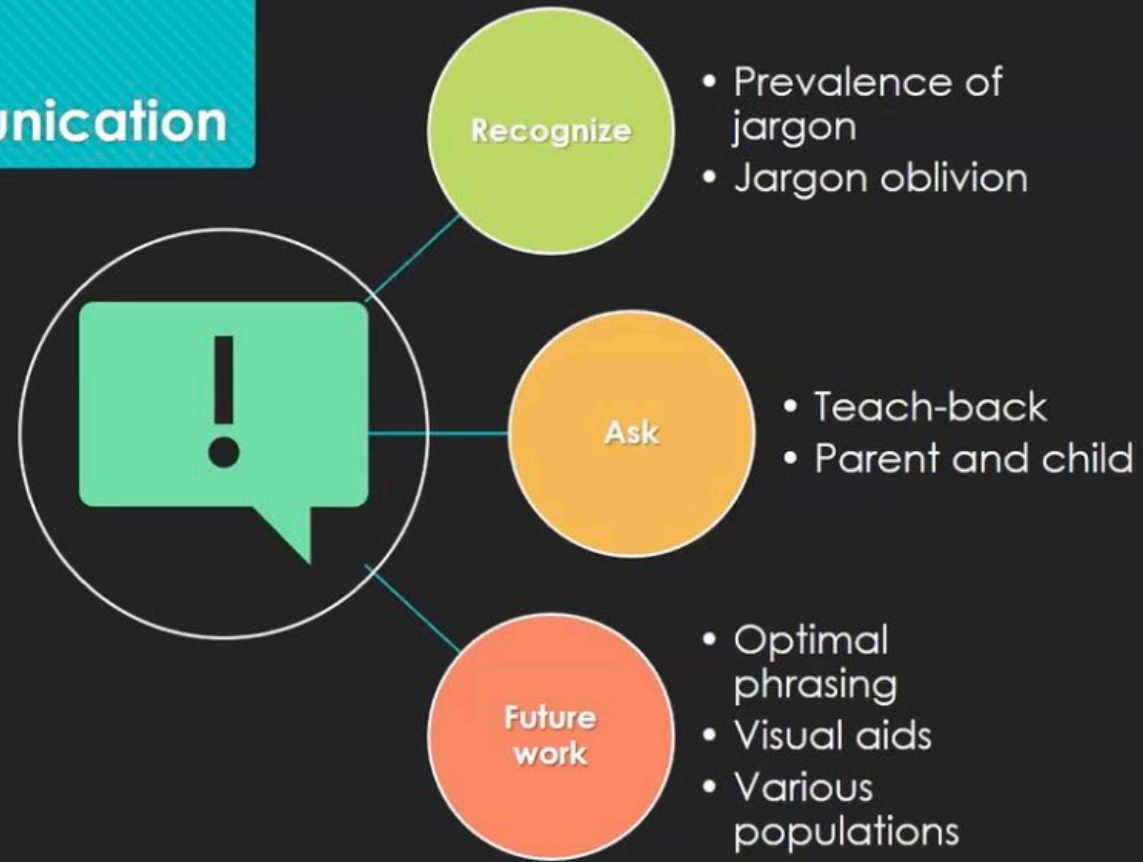 unication
Recognize
• Prevalence of
jargon
• Jargon oblivion
!
Ask
• Teach-back
• Parent and child
Future
work
• Optimal
phrasing
• Visual aids
• Various
populations